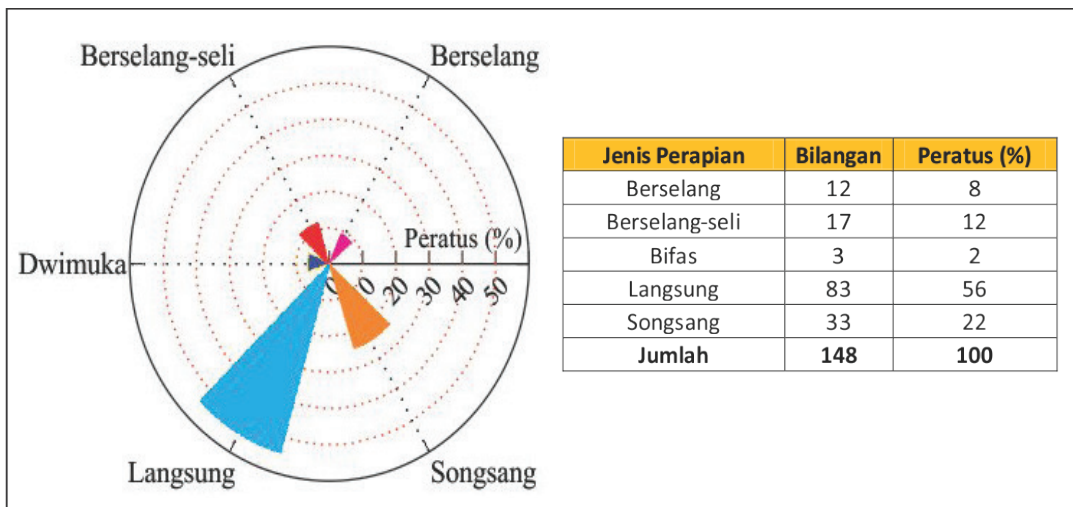 Berselang-seli Berselang
Peratus (%)
Dwimuka
0 10 20 30 40 50
Langsung Songsang
Jenis Perapian Bilangan Peratus (%)
Berselang 12 8
Berselang-seli 17 12
Bifas 3 2
Langsung 83 56
Songsang 33 22
Jumlah 148 100